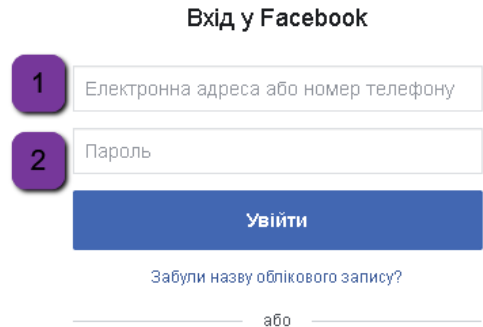 Вхід у Facebook
1
Електронна адреса або номер телефону
2
Пароль
Увійти
Забули назву облікового запису?
або